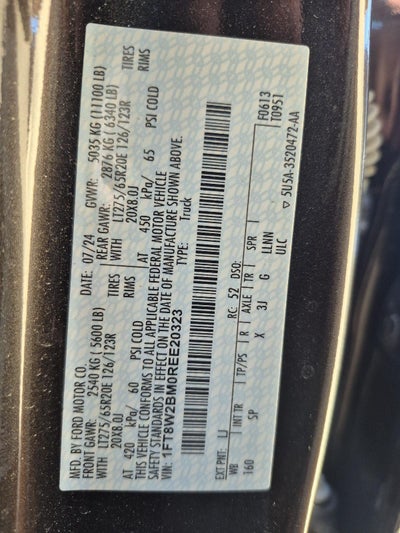 MFD. BY FORD MOTOR CO.
DATE: 07/24 GVWR: 5035 KG (11100 LB)
FRONT GAWR: 2540 KG (5600 LB) REAR GAWR: 2876 KG (6340 LB)
WITH LT275/65R20E 126/123R TIRES WITH LT275/65R20E 126/123R TIRES
20X8.0J RIMS 20X8.0J RIMS
AT 420 kPa/ 60 PSI COLD AT 450 kPa/ 65 PSI COLD
THIS VEHICLE CONFORMS TO ALL APPLICABLE FEDERAL MOTOR VEHICLE
SAFETY STANDARDS IN EFFECT ON THE DATE OF MANUFACTURE SHOWN ABOVE.
VIN: 1FT8W2BM0REE20323 TYPE: Truck
F0613
T0951
EXT PNT: UJ RC: 52 DSO:
WB INT TR TP/PS R AXLE TR SPR
160 SP X 3J G LLNN
ULC
▽ 5U5A-3520472-AA